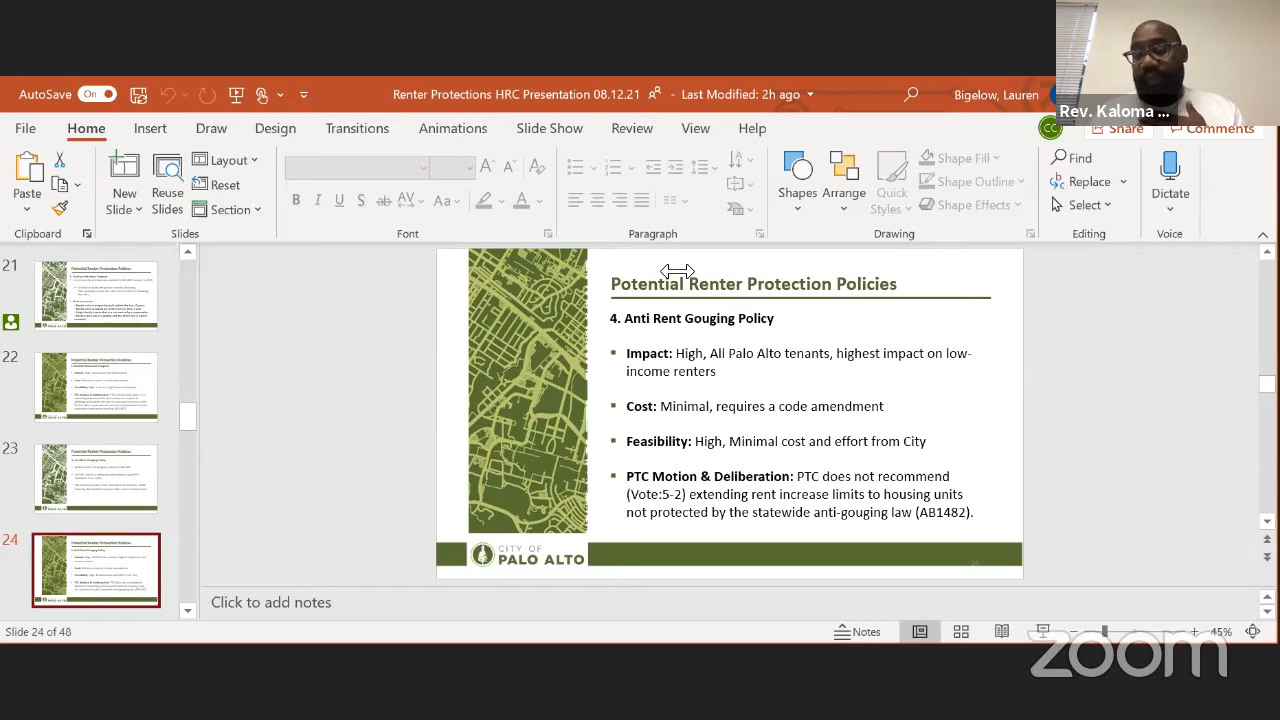 Rev. Kaloma ...
AutoSave On
Renter Protections HRC Presentation 08.12.21 - Last Modified: 2h ago
Bigelow, Lauren
CC
File Home Insert Draw Design Transitions Animations Slide Show Review View Help
Share Comments
Paste
New
Slide
Reuse
Slides
Layout
Reset
Section
B I U S ab AV Aa A
Shapes Arrange
Quick
Styles
Shape Fill
Shape Outline
Shape Effects
Find
Replace
Select
Dictate
Clipboard Slides Font Paragraph Drawing Editing Voice
21
22
23
24
Potential Renter Protection Policies
4. Anti Rent Gouging Policy
Impact: High, All Palo Alto renters, highest impact on low
income renters
Cost: Minimal, requires a code amendment
Feasibility: High, Minimal cost and effort from City
PTC Motion & Deliberation: PTC does not recommend
(Vote:5-2) extending rent increase limits to housing units
not protected by the statewide anti-gouging law (AB1482).
CITY OF
PALO ALTO
Click to add notes
Slide 24 of 48
Notes
45%
zoom